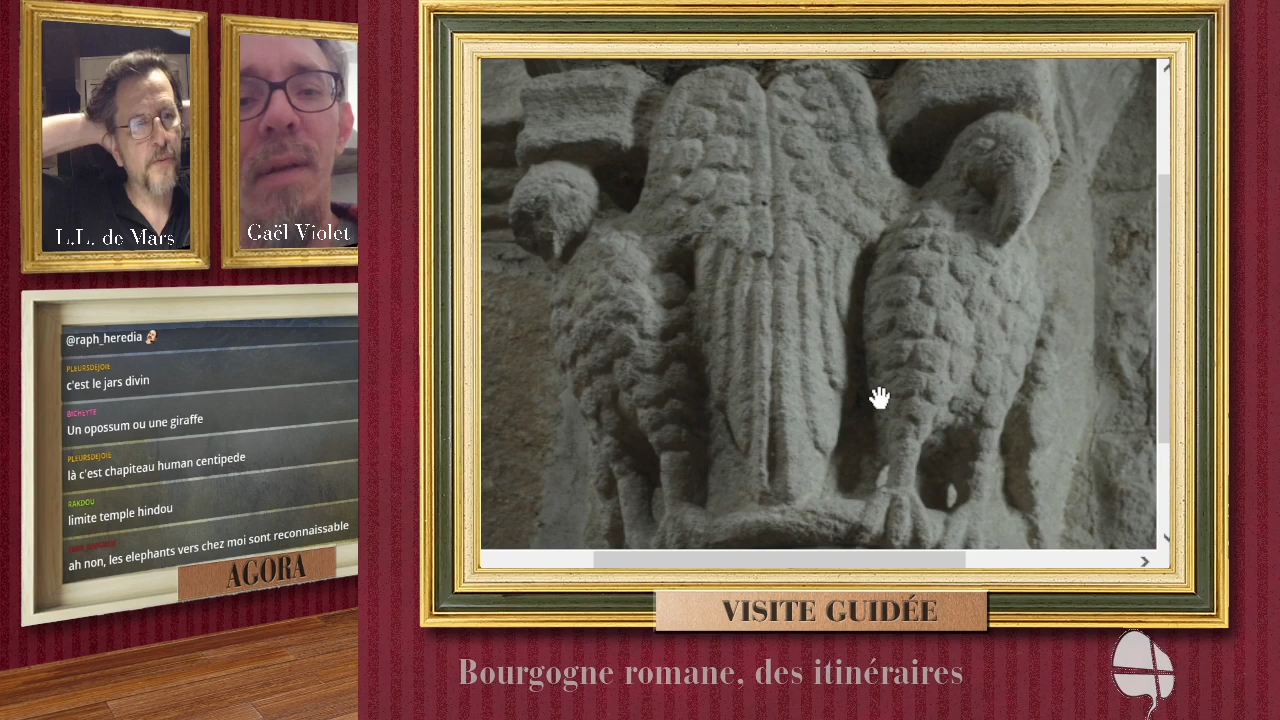 L.L. de Mars
Gaël Violet
@raph_heredia
PLEURSDEJOIE
c'est le jars divin
BICHLYTE
Un opossum ou une giraffe
PLEURSDEJOIE
là c'est chapiteau human centipede
RAKDOU
limite temple hindou
ah non, les elephants vers chez moi sont reconnaissable
AGORA
VISITE GUIDÉE
Bourgogne romane, des itinéraires